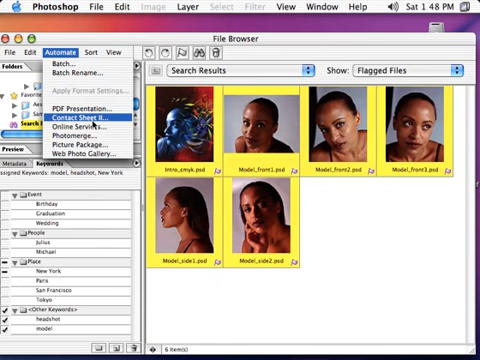 Photoshop File Edit Image Layer Select Filter View Window Help Sat 1 48 PM
File Browser
File Edit Automate Sort View
Search Results Show: Flagged Files
Folders
Batch...
Batch Rename...
Apply Format Settings...
PDF Presentation...
Contact Sheet II...
Online Services...
Photomerge...
Picture Package...
Web Photo Gallery...
Favorite
Search
Preview
Metadata Keywords
ssigned Keywords: model, headshot, New York
Event
Birthday
Graduation
Wedding
People
Julius
Michael
Place
New York
Paris
San Francisco
Tokyo
<Other Keywords>
headshot
model
Intro_cmyk.psd Model_front1.psd Model_front2.psd Model_front3.psd
Model_side1.psd Model_side2.psd
6 Item(s)